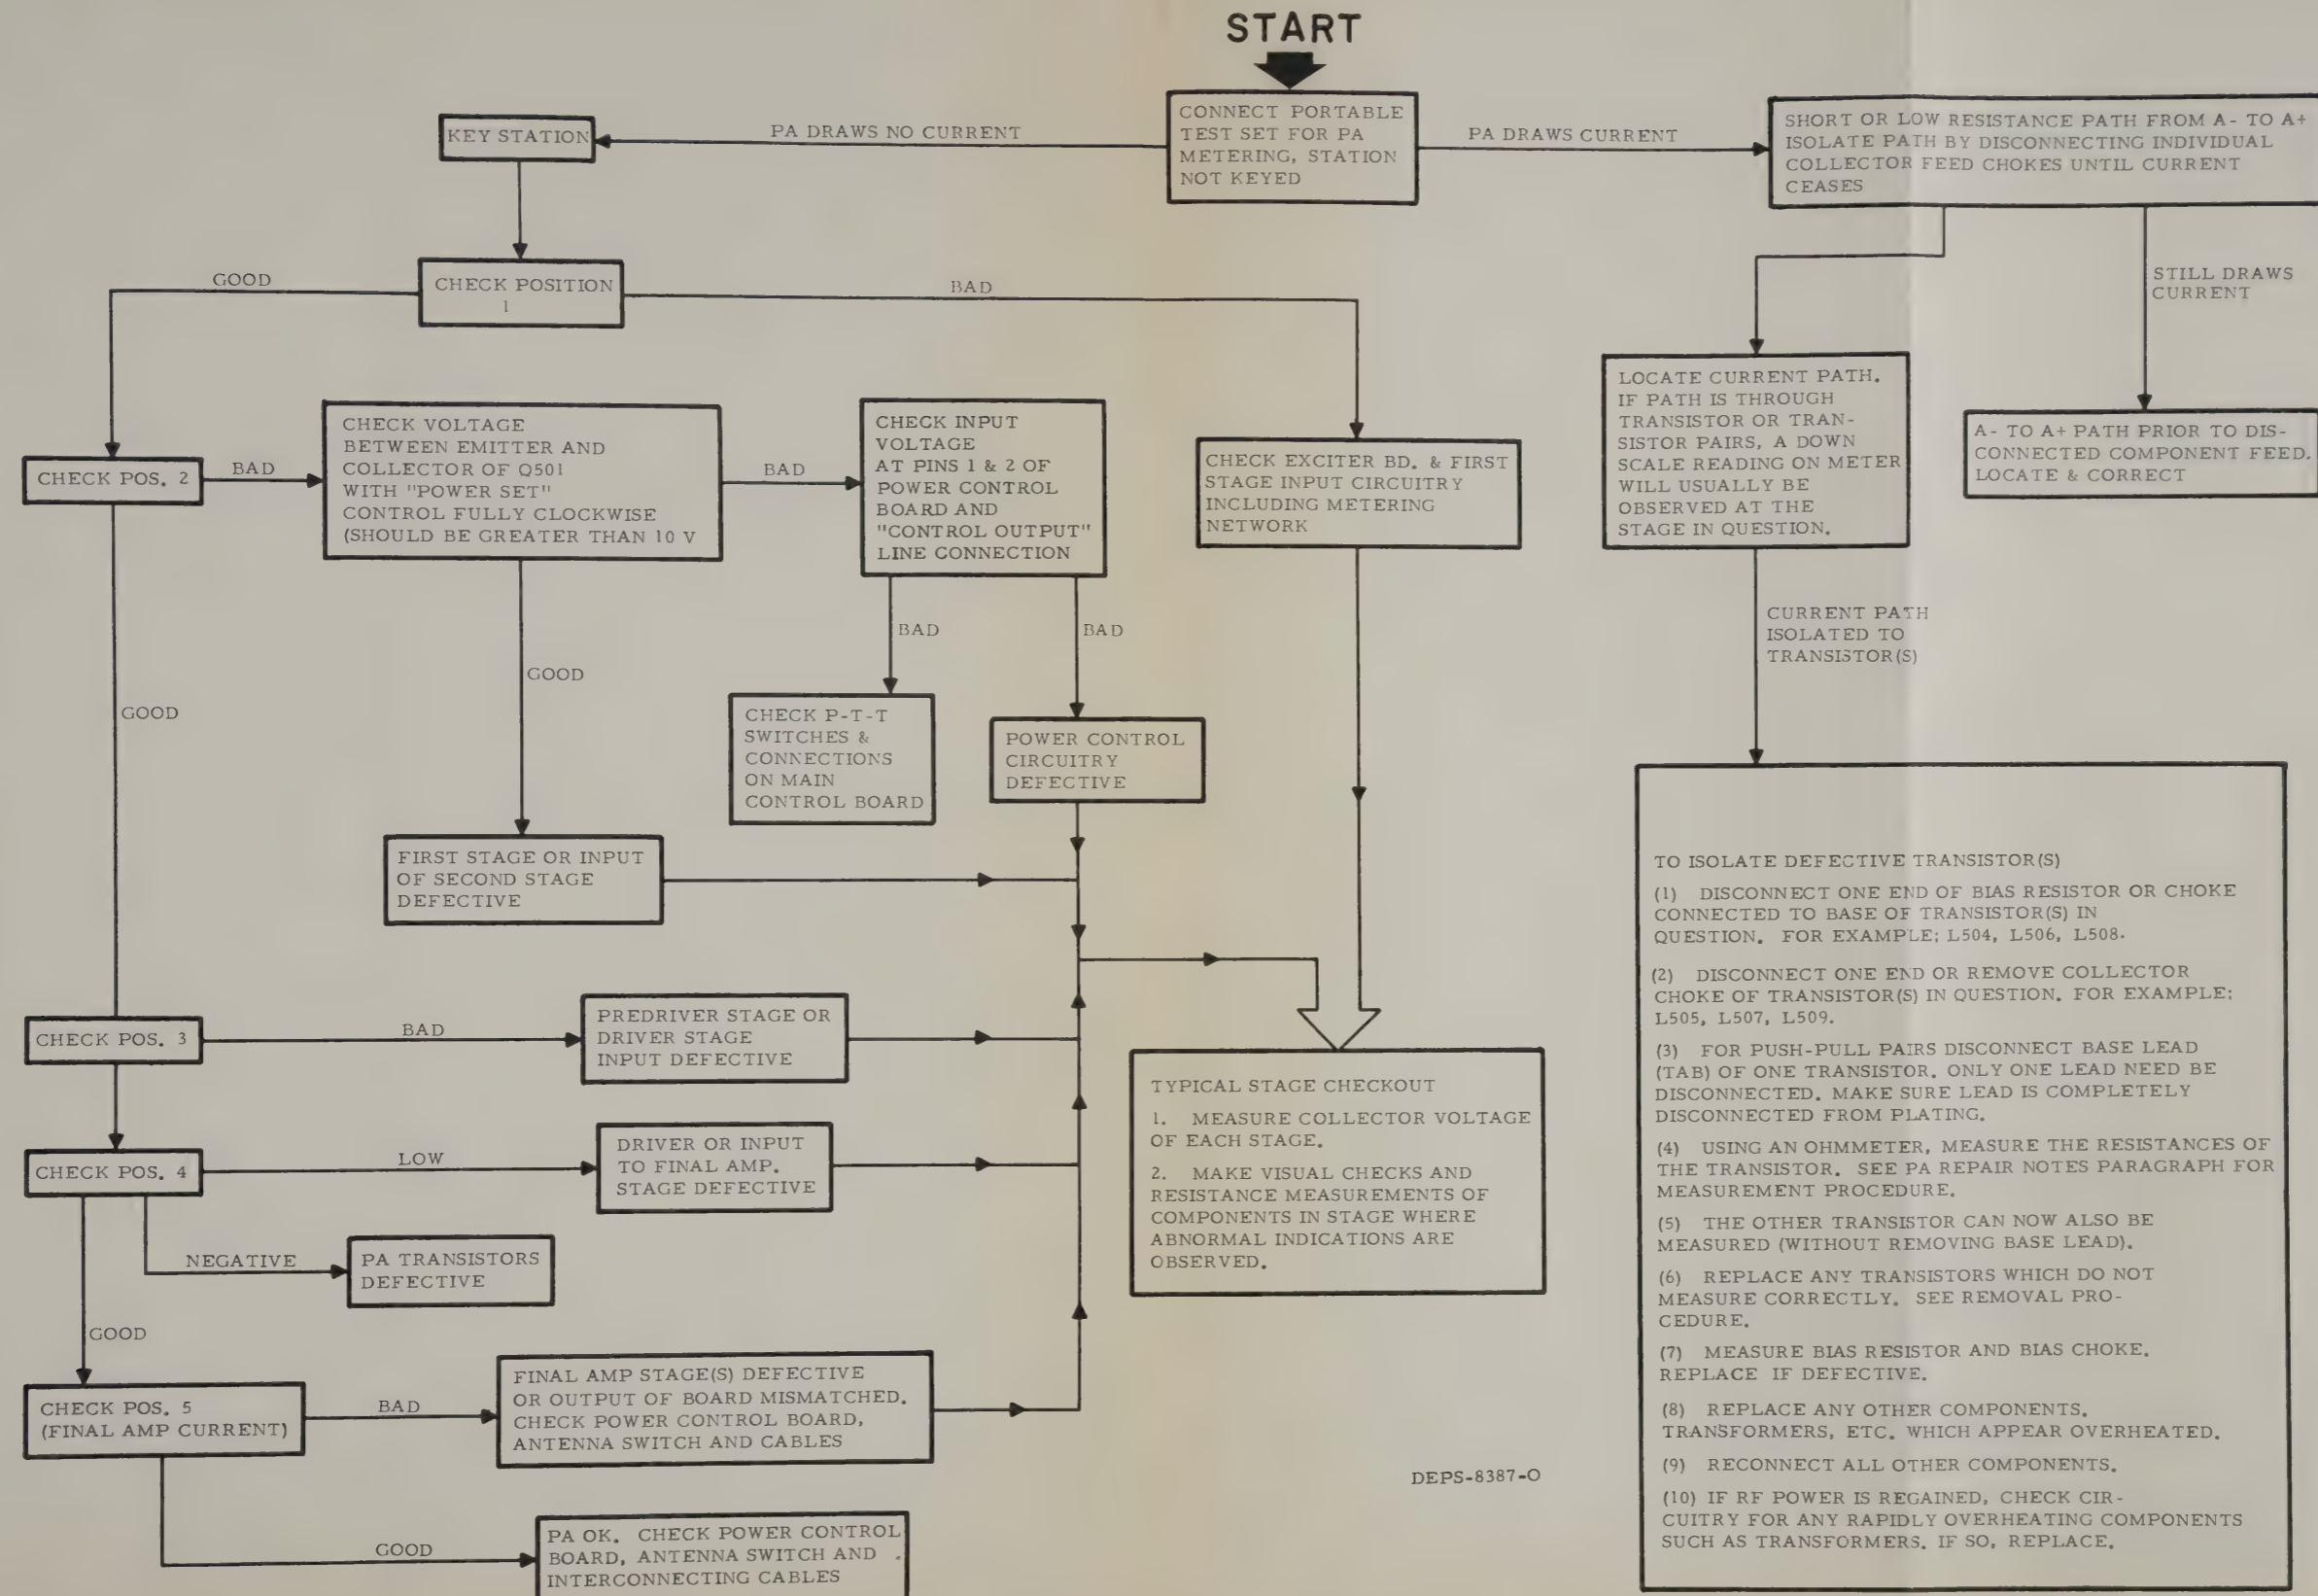 START
CONNECT PORTABLE
TEST SET FOR PA
METERING, STATION
NOT KEYED
PA DRAWS NO CURRENT
KEY STATION
PA DRAWS CURRENT
SHORT OR LOW RESISTANCE PATH FROM A- TO A+
ISOLATE PATH BY DISCONNECTING INDIVIDUAL
COLLECTOR FEED CHOKES UNTIL CURRENT
CEASES
GOOD
CHECK POSITION
1
BAD
STILL DRAWS
CURRENT
LOCATE CURRENT PATH.
IF PATH IS THROUGH
TRANSISTOR OR TRAN-
SISTOR PAIRS, A DOWN
SCALE READING ON METER
WILL USUALLY BE
OBSERVED AT THE
STAGE IN QUESTION.
A- TO A+ PATH PRIOR TO DIS-
CONNECTED COMPONENT FEED.
LOCATE & CORRECT
CHECK POS. 2
BAD
CHECK VOLTAGE
BETWEEN EMITTER AND
COLLECTOR OF Q501
WITH "POWER SET"
CONTROL FULLY CLOCKWISE
(SHOULD BE GREATER THAN 10 V
BAD
CHECK INPUT
VOLTAGE
AT PINS 1 & 2 OF
POWER CONTROL
BOARD AND
"CONTROL OUTPUT"
LINE CONNECTION
CHECK EXCITER BD. & FIRST
STAGE INPUT CIRCUITRY
INCLUDING METERING
NETWORK
BAD
BAD
CURRENT PATH
ISOLATED TO
TRANSISTOR(S)
GOOD
GOOD
CHECK P-T-T
SWITCHES &
CONNECTIONS
ON MAIN
CONTROL BOARD
POWER CONTROL
CIRCUITRY
DEFECTIVE
FIRST STAGE OR INPUT
OF SECOND STAGE
DEFECTIVE
CHECK POS. 3
BAD
PREDRIVER STAGE OR
DRIVER STAGE
INPUT DEFECTIVE
CHECK POS. 4
LOW
DRIVER OR INPUT
TO FINAL AMP.
STAGE DEFECTIVE
NEGATIVE
PA TRANSISTORS
DEFECTIVE
GOOD
CHECK POS. 5
(FINAL AMP CURRENT)
BAD
FINAL AMP STAGE(S) DEFECTIVE
OR OUTPUT OF BOARD MISMATCHED.
CHECK POWER CONTROL BOARD,
ANTENNA SWITCH AND CABLES
GOOD
PA OK. CHECK POWER CONTROL
BOARD, ANTENNA SWITCH AND
INTERCONNECTING CABLES
TYPICAL STAGE CHECKOUT
1. MEASURE COLLECTOR VOLTAGE
OF EACH STAGE.
2. MAKE VISUAL CHECKS AND
RESISTANCE MEASUREMENTS OF
COMPONENTS IN STAGE WHERE
ABNORMAL INDICATIONS ARE
OBSERVED.
DEPS-8387-O
TO ISOLATE DEFECTIVE TRANSISTOR(S)
(1) DISCONNECT ONE END OF BIAS RESISTOR OR CHOKE
CONNECTED TO BASE OF TRANSISTOR(S) IN
QUESTION. FOR EXAMPLE; L504, L506, L508.
(2) DISCONNECT ONE END OR REMOVE COLLECTOR
CHOKE OF TRANSISTOR(S) IN QUESTION. FOR EXAMPLE;
L505, L507, L509.
(3) FOR PUSH-PULL PAIRS DISCONNECT BASE LEAD
(TAB) OF ONE TRANSISTOR. ONLY ONE LEAD NEED BE
DISCONNECTED. MAKE SURE LEAD IS COMPLETELY
DISCONNECTED FROM PLATING.
(4) USING AN OHMMETER, MEASURE THE RESISTANCES OF
THE TRANSISTOR. SEE PA REPAIR NOTES PARAGRAPH FOR
MEASUREMENT PROCEDURE.
(5) THE OTHER TRANSISTOR CAN NOW ALSO BE
MEASURED (WITHOUT REMOVING BASE LEAD).
(6) REPLACE ANY TRANSISTORS WHICH DO NOT
MEASURE CORRECTLY. SEE REMOVAL PRO-
CEDURE.
(7) MEASURE BIAS RESISTOR AND BIAS CHOKE.
REPLACE IF DEFECTIVE.
(8) REPLACE ANY OTHER COMPONENTS.
TRANSFORMERS, ETC. WHICH APPEAR OVERHEATED.
(9) RECONNECT ALL OTHER COMPONENTS.
(10) IF RF POWER IS REGAINED, CHECK CIR-
CUITRY FOR ANY RAPIDLY OVERHEATING COMPONENTS
SUCH AS TRANSFORMERS. IF SO, REPLACE.